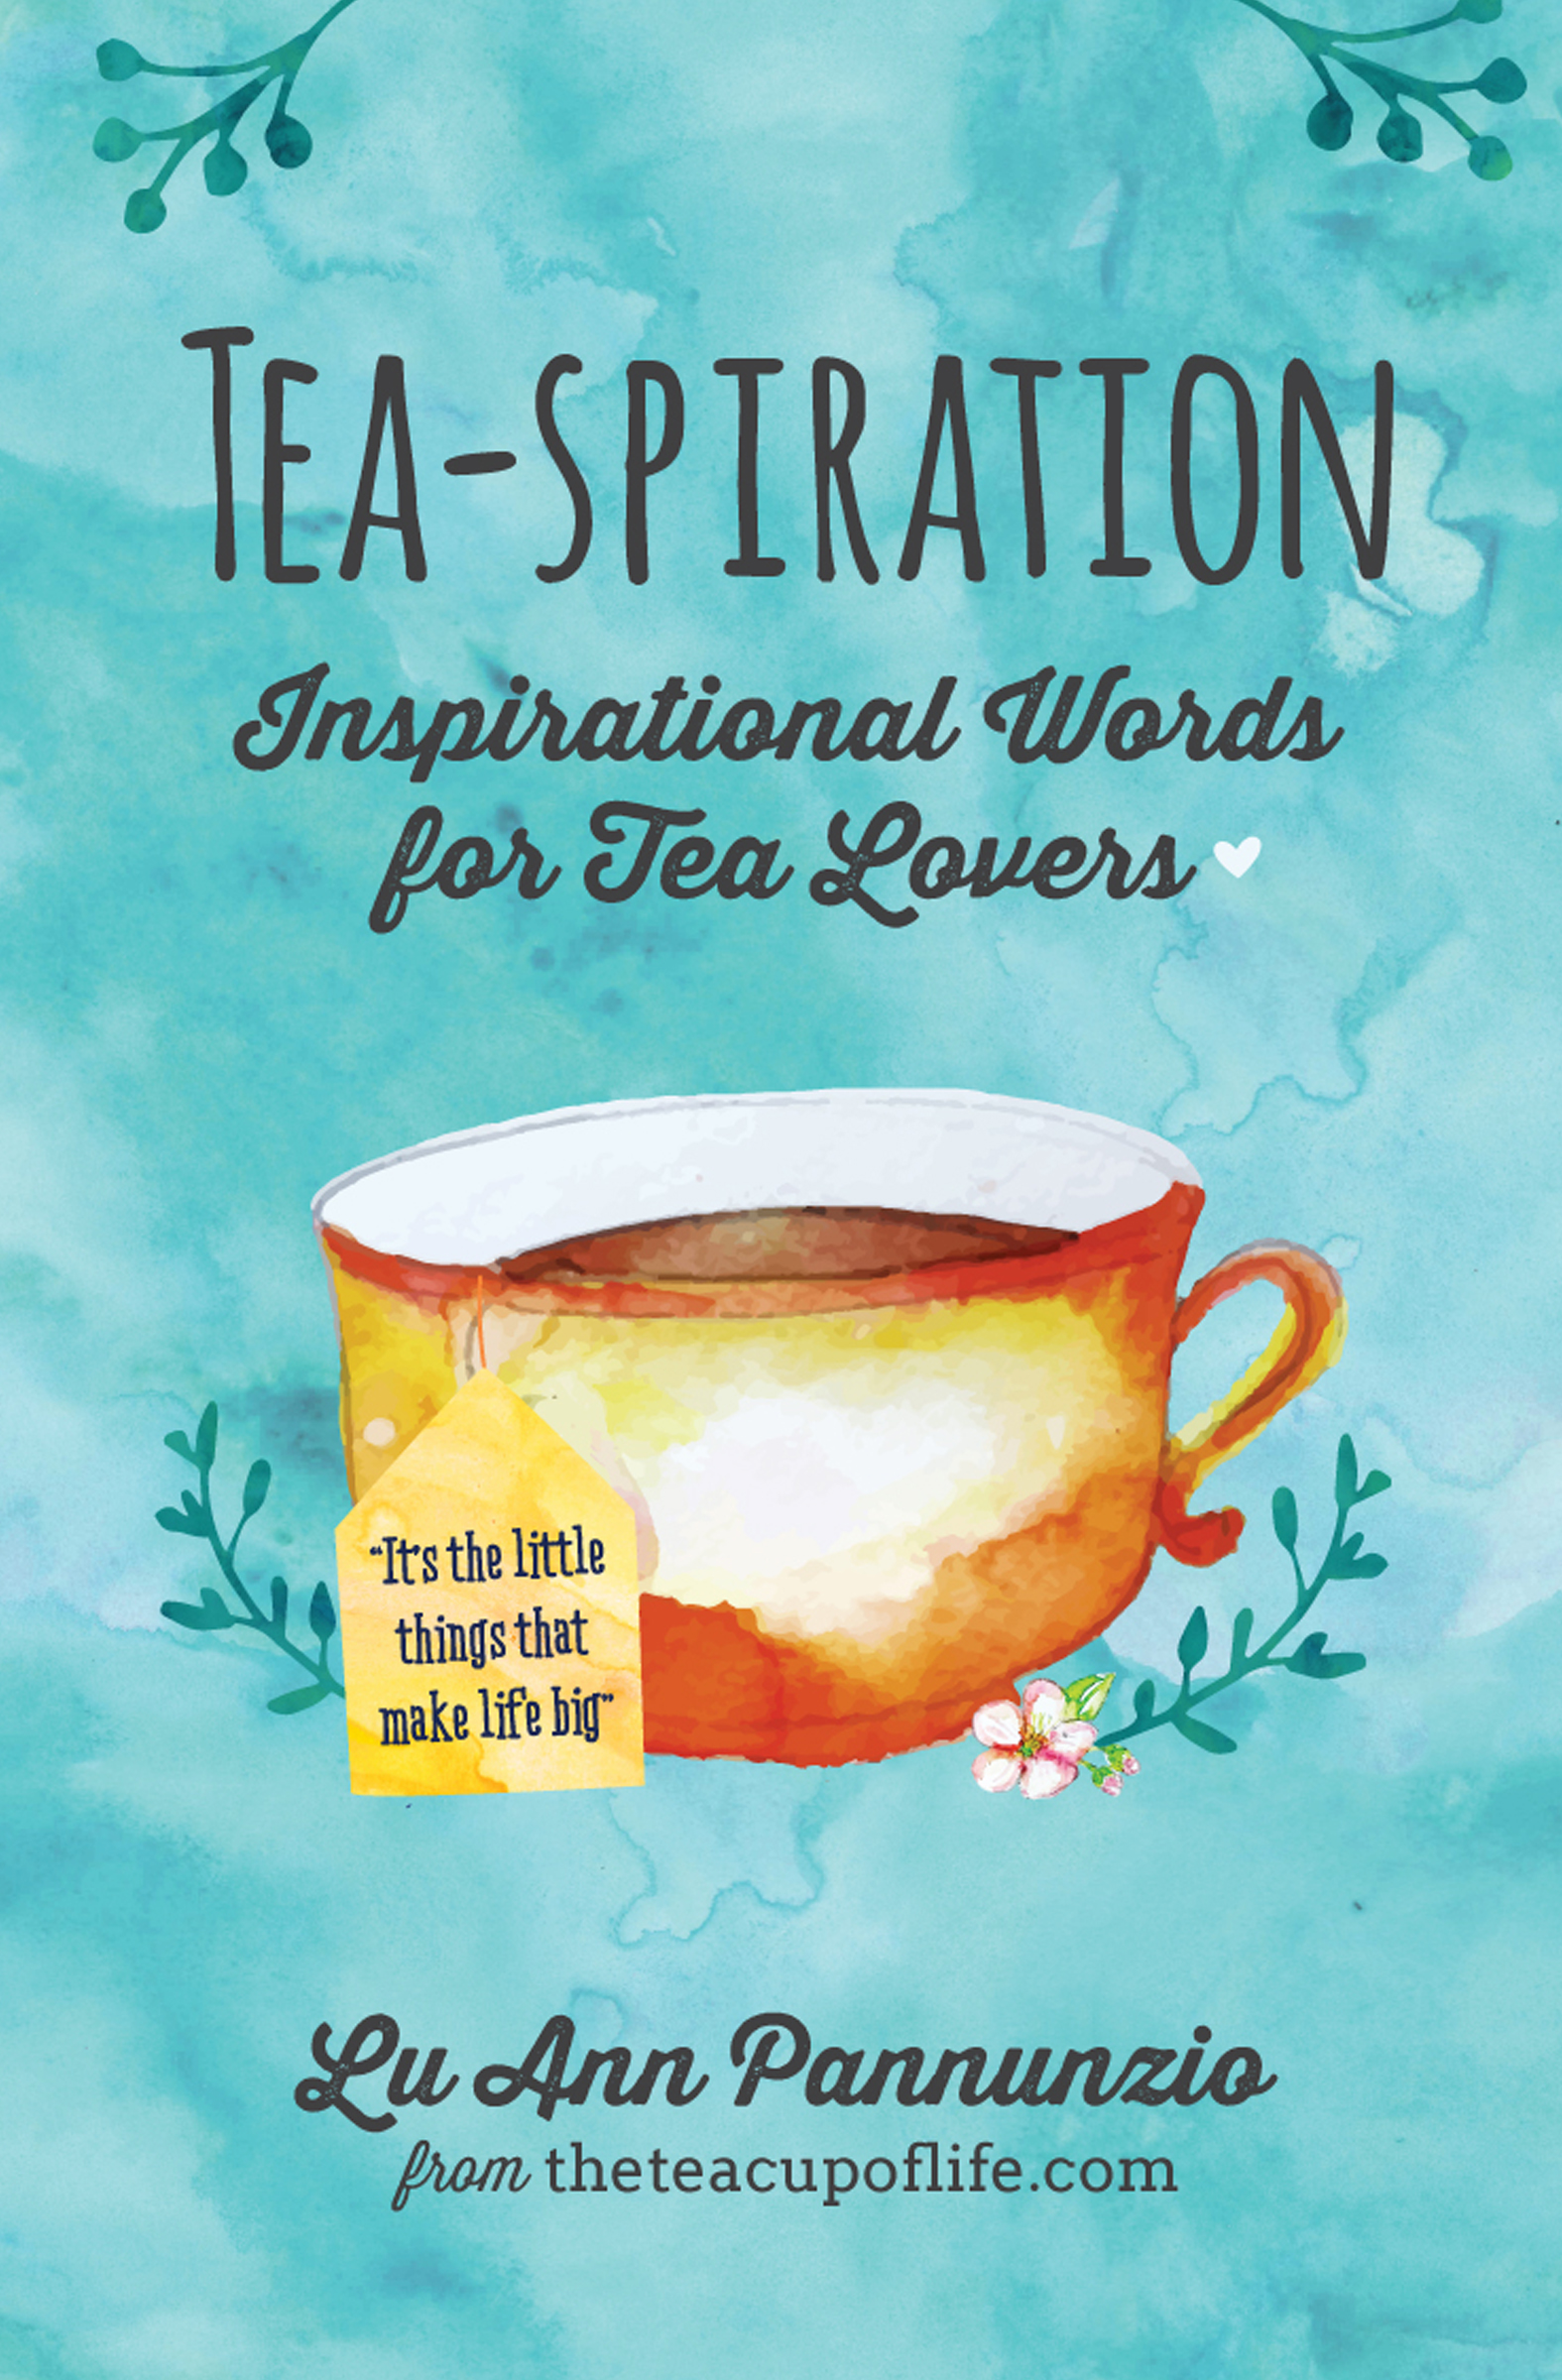 TEA-SPIRATION
Inspirational Words
for Tea Lovers
“It's the little
things that
make life big”
Lu Ann Pannunzio
from theteacupoflife.com